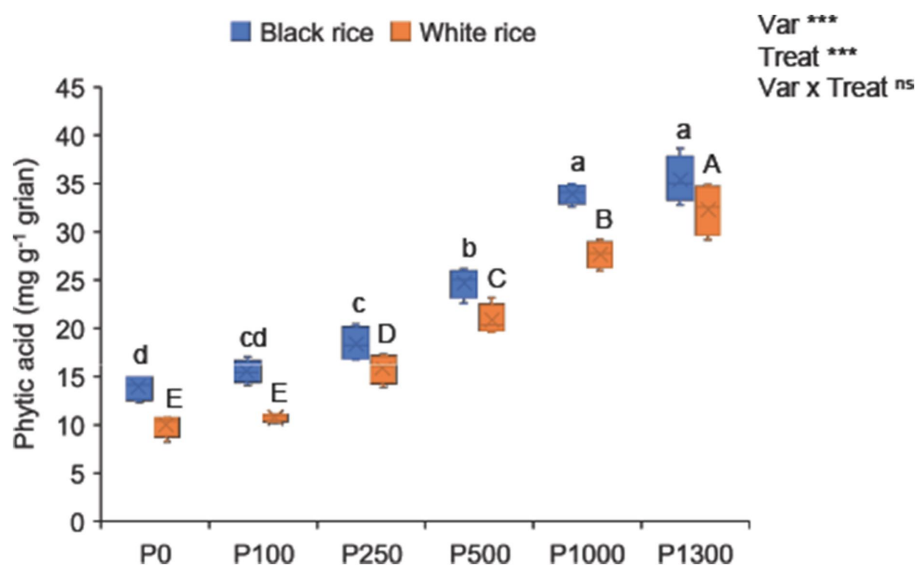 Black rice White rice
Var ***
Treat ***
Var x Treat ns
Phytic acid (mg g-1 grian)
45
40
35
30
25
20
15
10
5
0
d
E
cd
E
c
D
b
C
a
B
a
A
P0 P100 P250 P500 P1000 P1300